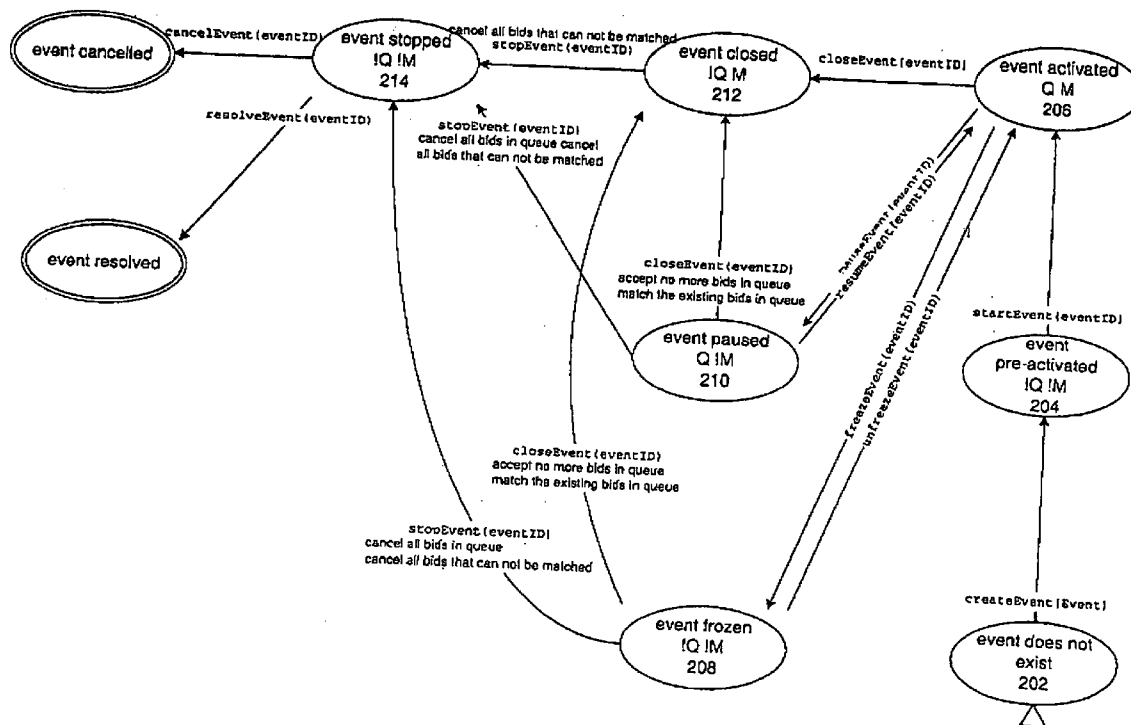 event cancelled
cancelEvent(eventID)
event stopped
!Q !M
214
cancel all bids that can not be matched
stopEvent(eventID)
event closed
!Q M
212
closeEvent(eventID)
event activated
Q M
206
resolveEvent(eventID)
stopEvent(eventID)
cancel all bids in queue cancel
all bids that can not be matched
pauseEvent(eventID)
resumeEvent(eventID)
event resolved
closeEvent(eventID)
accept no more bids in queue
match the existing bids in queue
event paused
Q !M
210
freezeEvent(eventID)
unfreezeEvent(eventID)
startEvent(eventID)
event
pre-activated
!Q !M
204
closeEvent(eventID)
accept no more bids in queue
match the existing bids in queue
stopEvent(eventID)
cancel all bids in queue
cancel all bids that can not be matched
createEvent(Event)
event frozen
!Q !M
208
event does not
exist
202